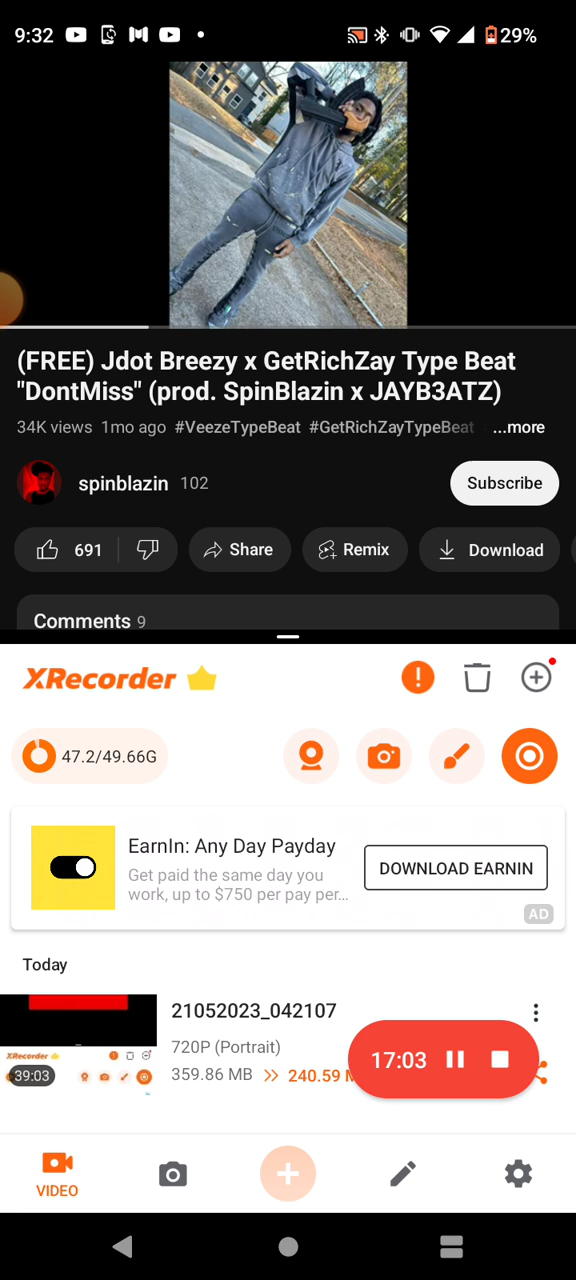 9:32 29%
(FREE) Jdot Breezy x GetRichZay Type Beat
"DontMiss" (prod. SpinBlazin x JAYB3ATZ)
34K views 1mo ago #VeezeTypeBeat #GetRichZayTypeBeat ...more
spinblazin 102 Subscribe
691 Share Remix Download
Comments 9
XRecorder
47.2/49.66G
EarnIn: Any Day Payday
Get paid the same day you
work, up to $750 per pay per...
DOWNLOAD EARNIN
AD
Today
21052023_042107
720P (Portrait)
359.86 MB >> 240.59 M
XRecorder
39:03
17:03
VIDEO